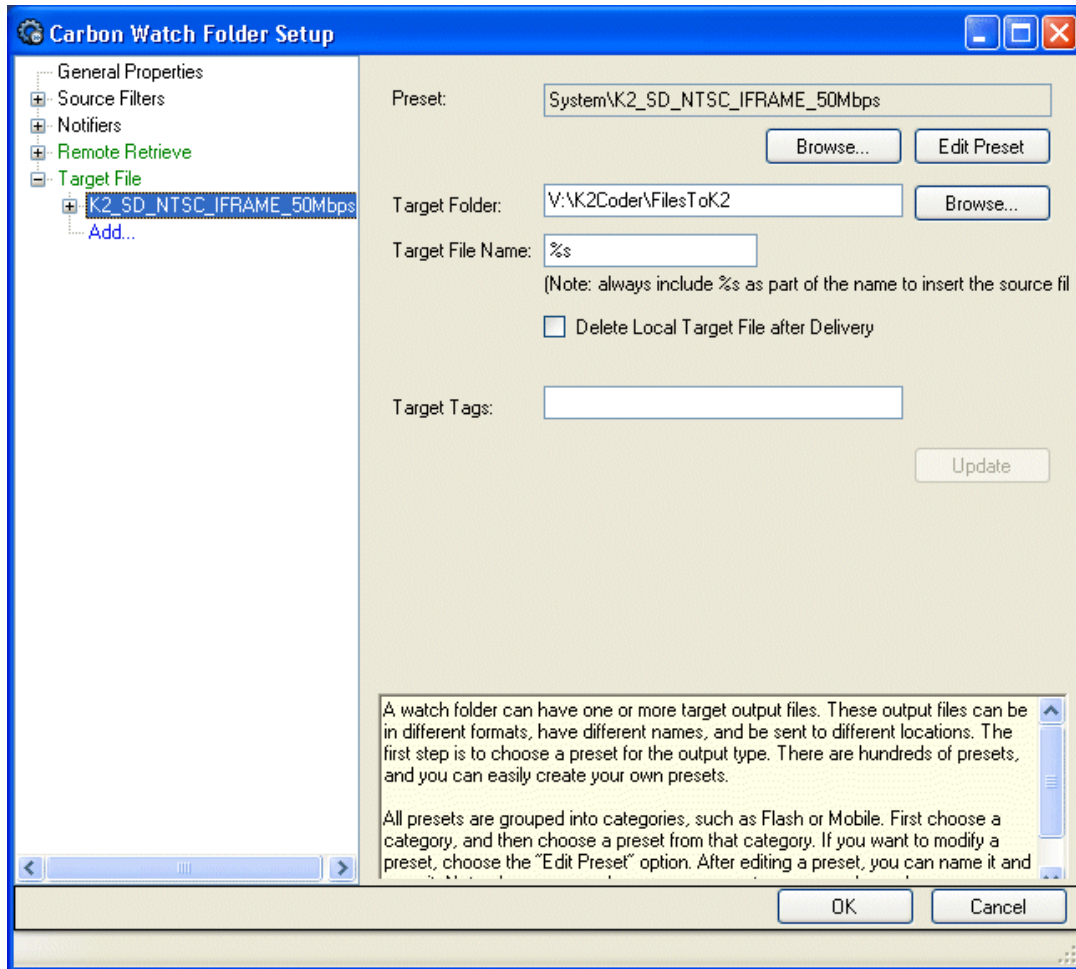 Carbon Watch Folder Setup
General Properties
Source Filters
Notifiers
Remote Retrieve
Target File
K2_SD_NTSC_IFRAME_50Mbps
Add...
Preset:
System\K2_SD_NTSC_IFRAME_50Mbps
Browse...
Edit Preset
Target Folder:
V:\K2Coder\FilesToK2
Browse...
Target File Name:
%s
(Note: always include %s as part of the name to insert the source fil
Delete Local Target File after Delivery
Target Tags:
Update
A watch folder can have one or more target output files. These output files can be
in different formats, have different names, and be sent to different locations. The
first step is to choose a preset for the output type. There are hundreds of presets,
and you can easily create your own presets.
All presets are grouped into categories, such as Flash or Mobile. First choose a
category, and then choose a preset from that category. If you want to modify a
preset, choose the "Edit Preset" option. After editing a preset, you can name it and
OK
Cancel